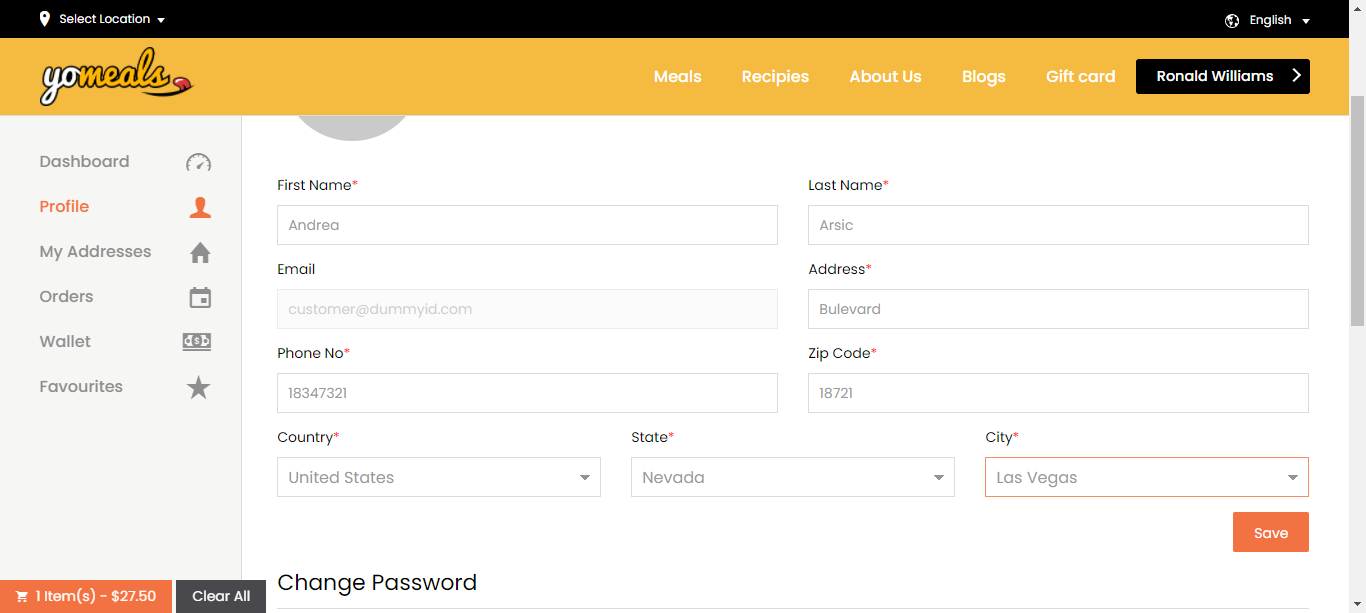 Select Location
English
yomeals
Meals
Recipies
About Us
Blogs
Gift card
Ronald Williams
Dashboard
Profile
My Addresses
Orders
Wallet
Favourites
First Name*
Last Name*
Andrea
Arsic
Email
Address*
customer@dummyid.com
Bulevard
Phone No*
Zip Code*
18347321
18721
Country*
State*
City*
United States
Nevada
Las Vegas
Save
Change Password
1 Item(s) - $27.50
Clear All